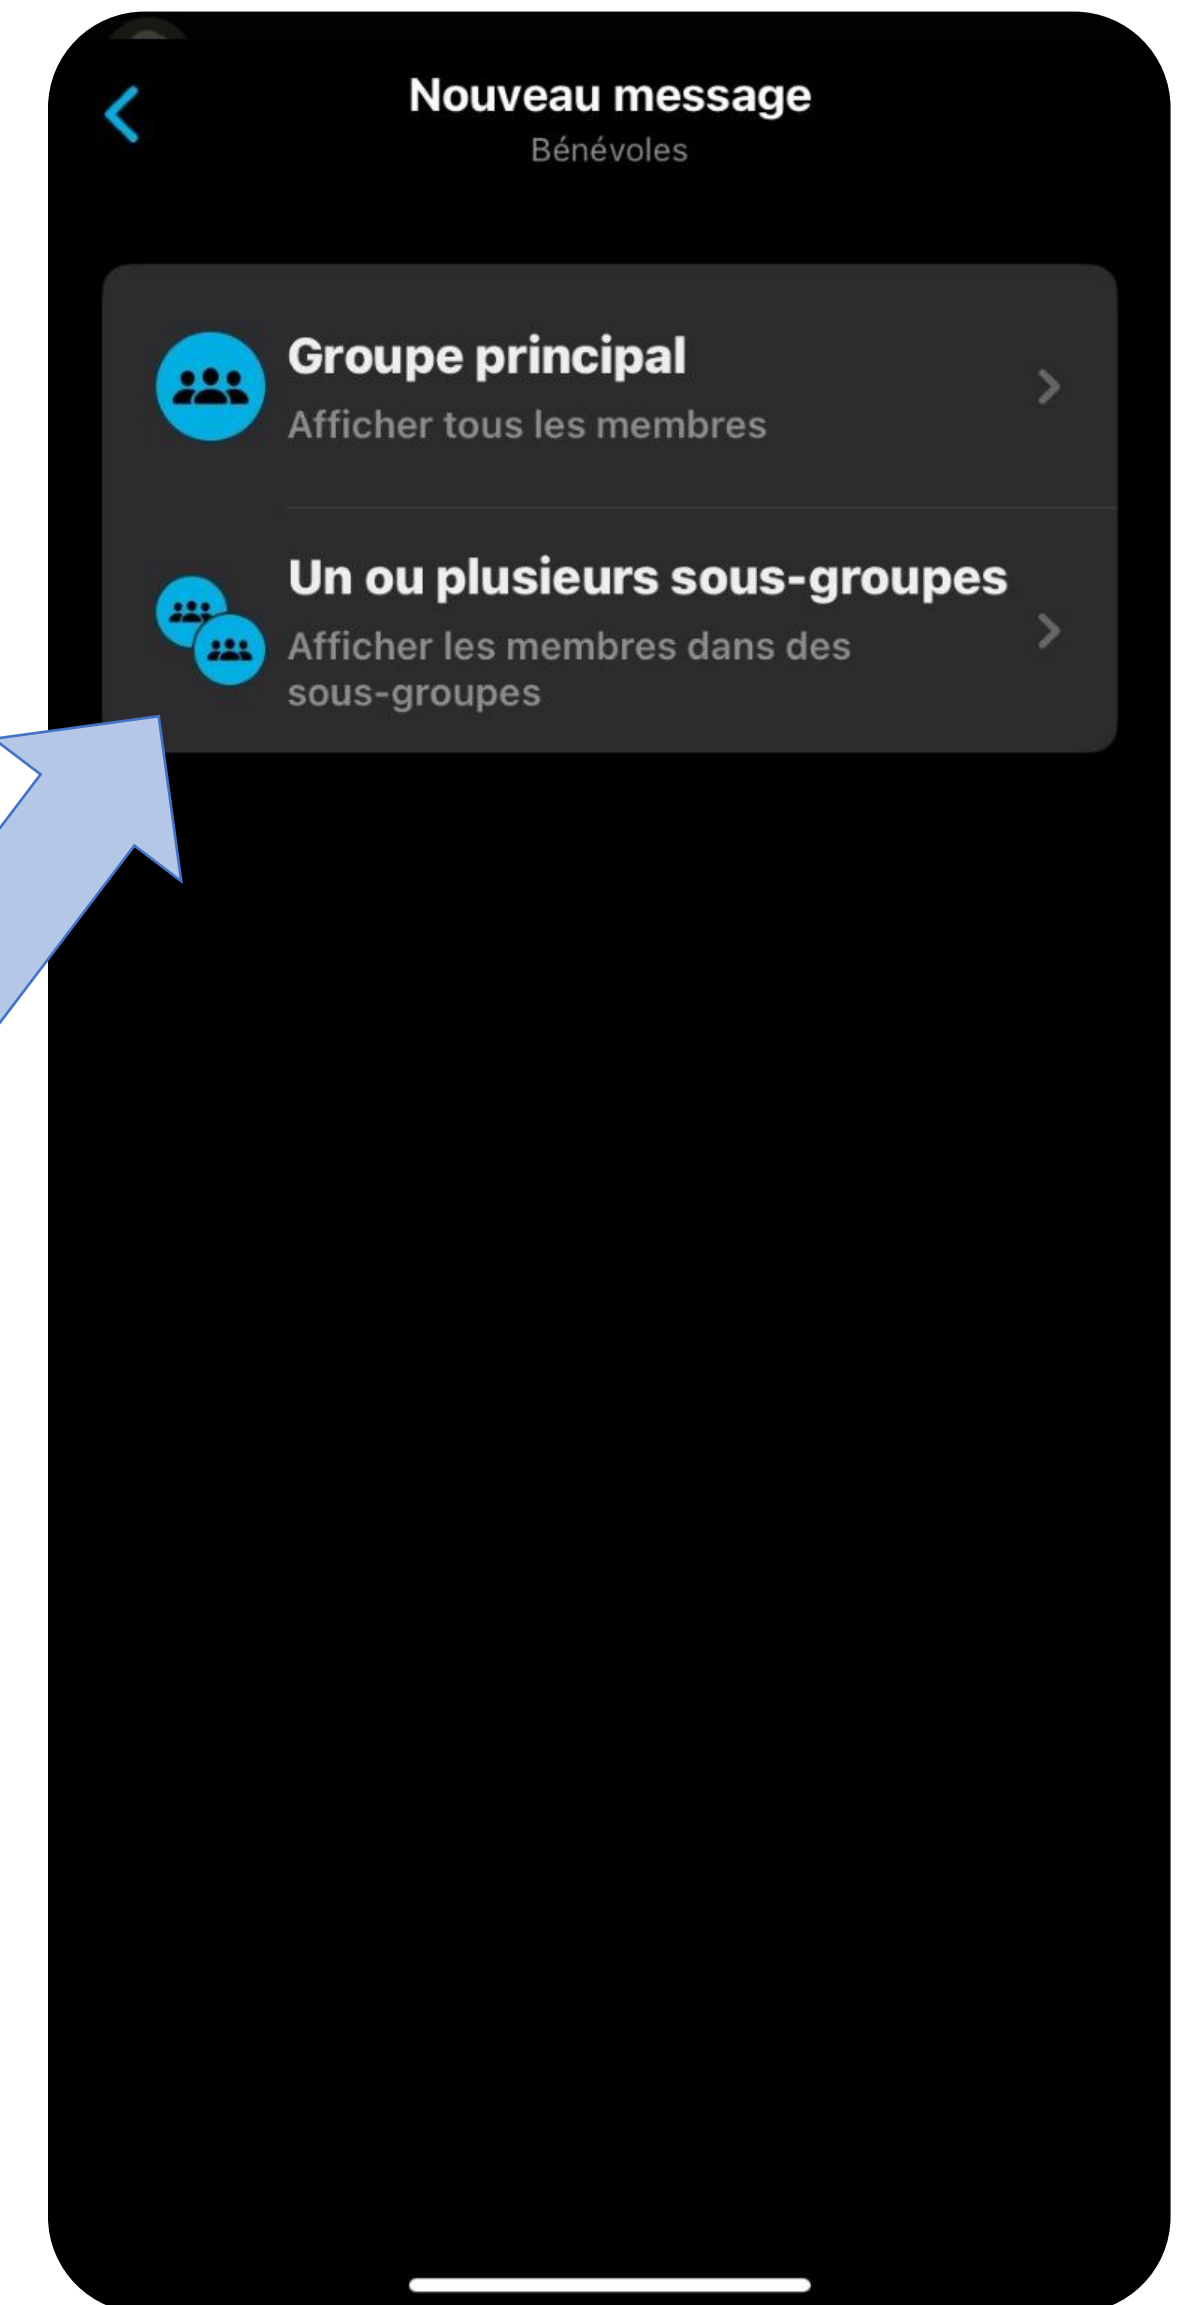 Nouveau message
Bénévoles
Groupe principal
Afficher tous les membres
Un ou plusieurs sous-groupes
Afficher les membres dans des
sous-groupes